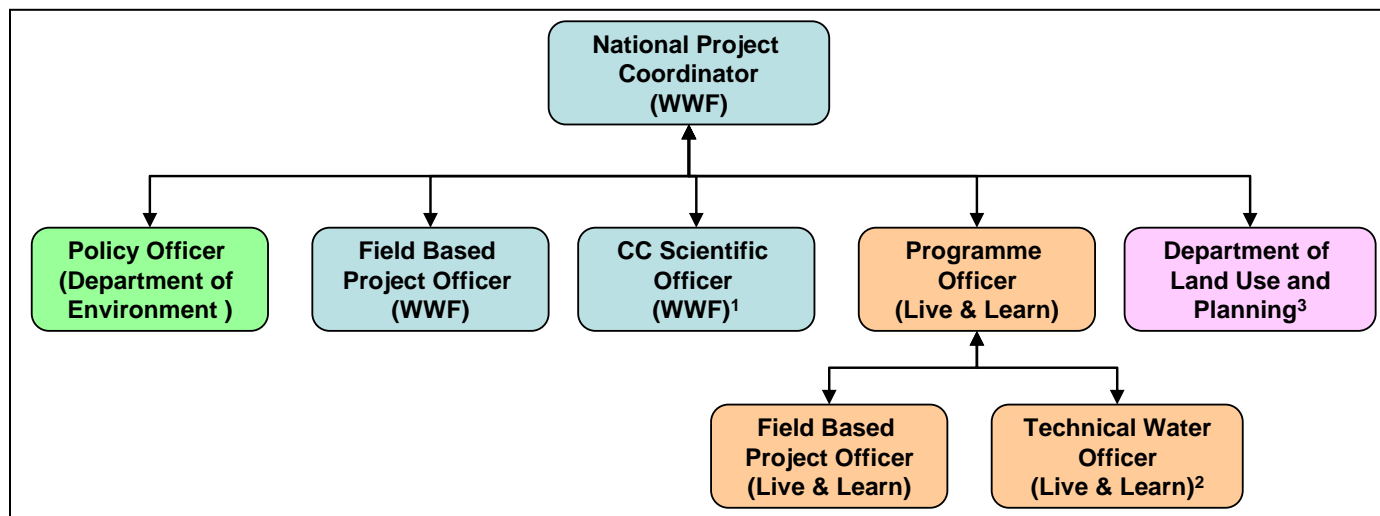 National Project
Coordinator
(WWF)
Policy Officer
(Department of
Environment )
Field Based
Project Officer
(WWF)
CC Scientific
Officer
(WWF)¹
Programme
Officer
(Live & Learn)
Department of
Land Use and
Planning³
Field Based
Project Officer
(Live & Learn)
Technical Water
Officer
(Live & Learn)²